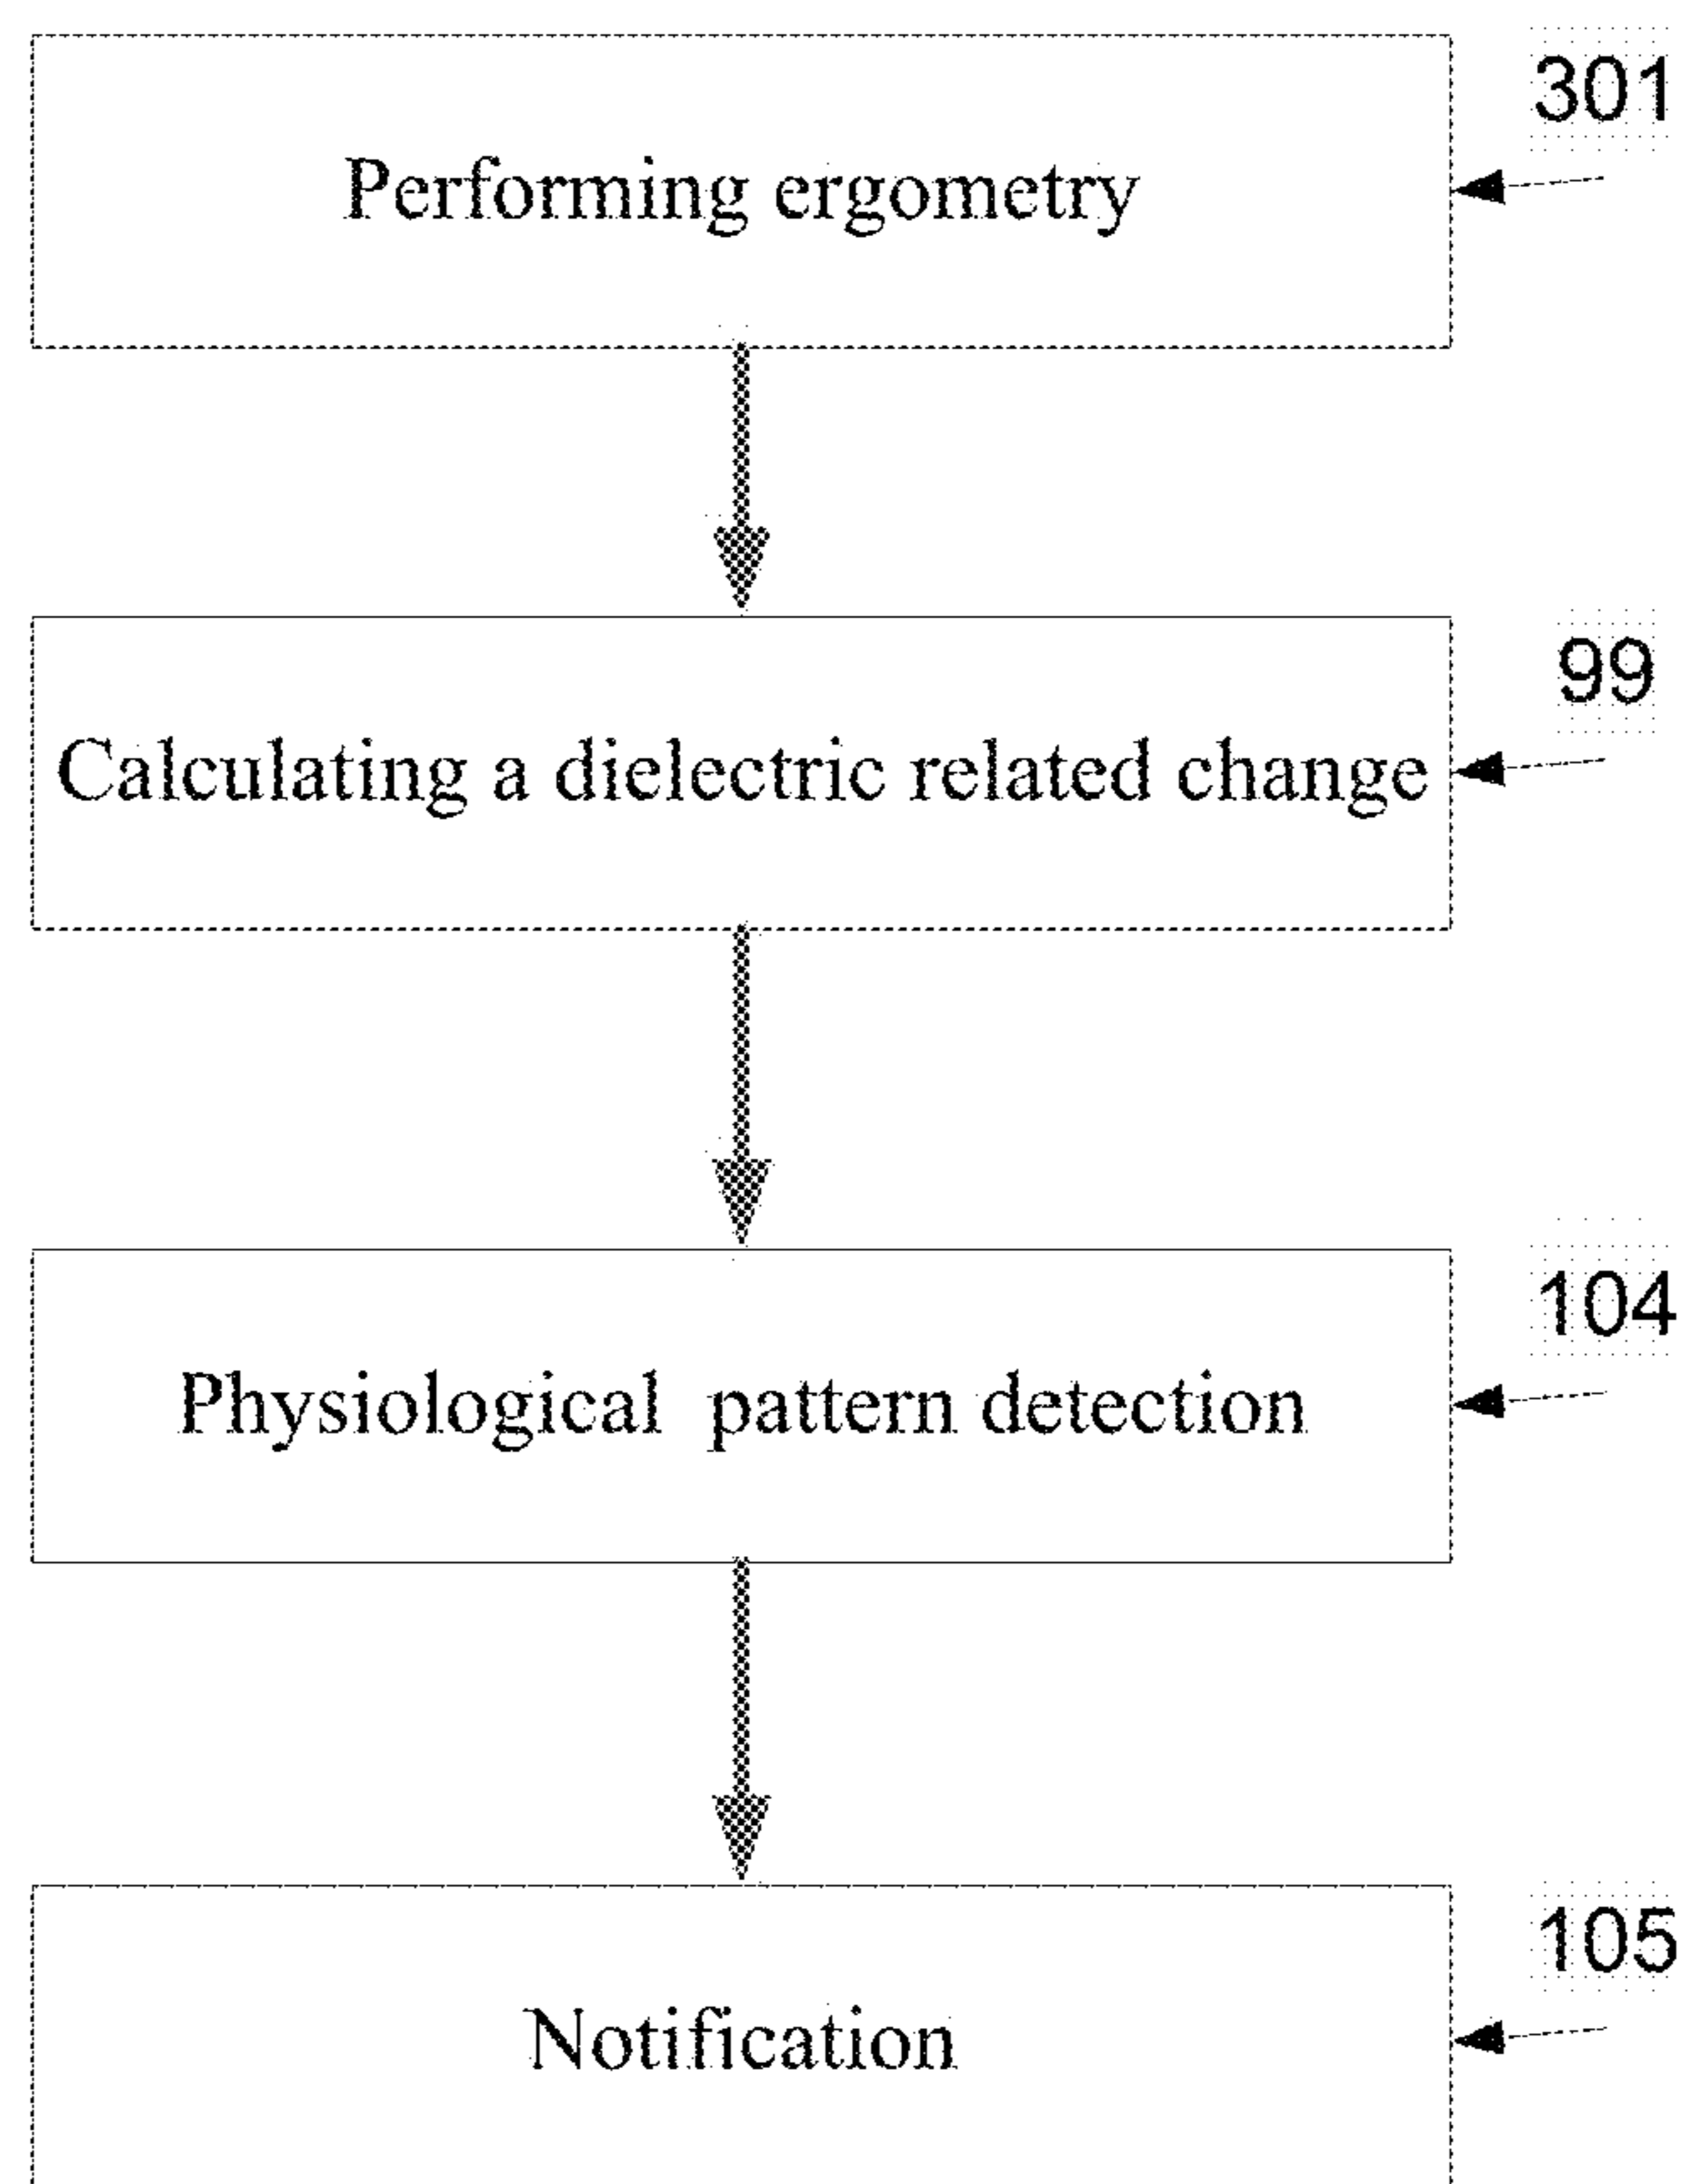 301
Performing ergometry
99
Calculating a dielectric related change
104
Physiological pattern detection
105
Notification